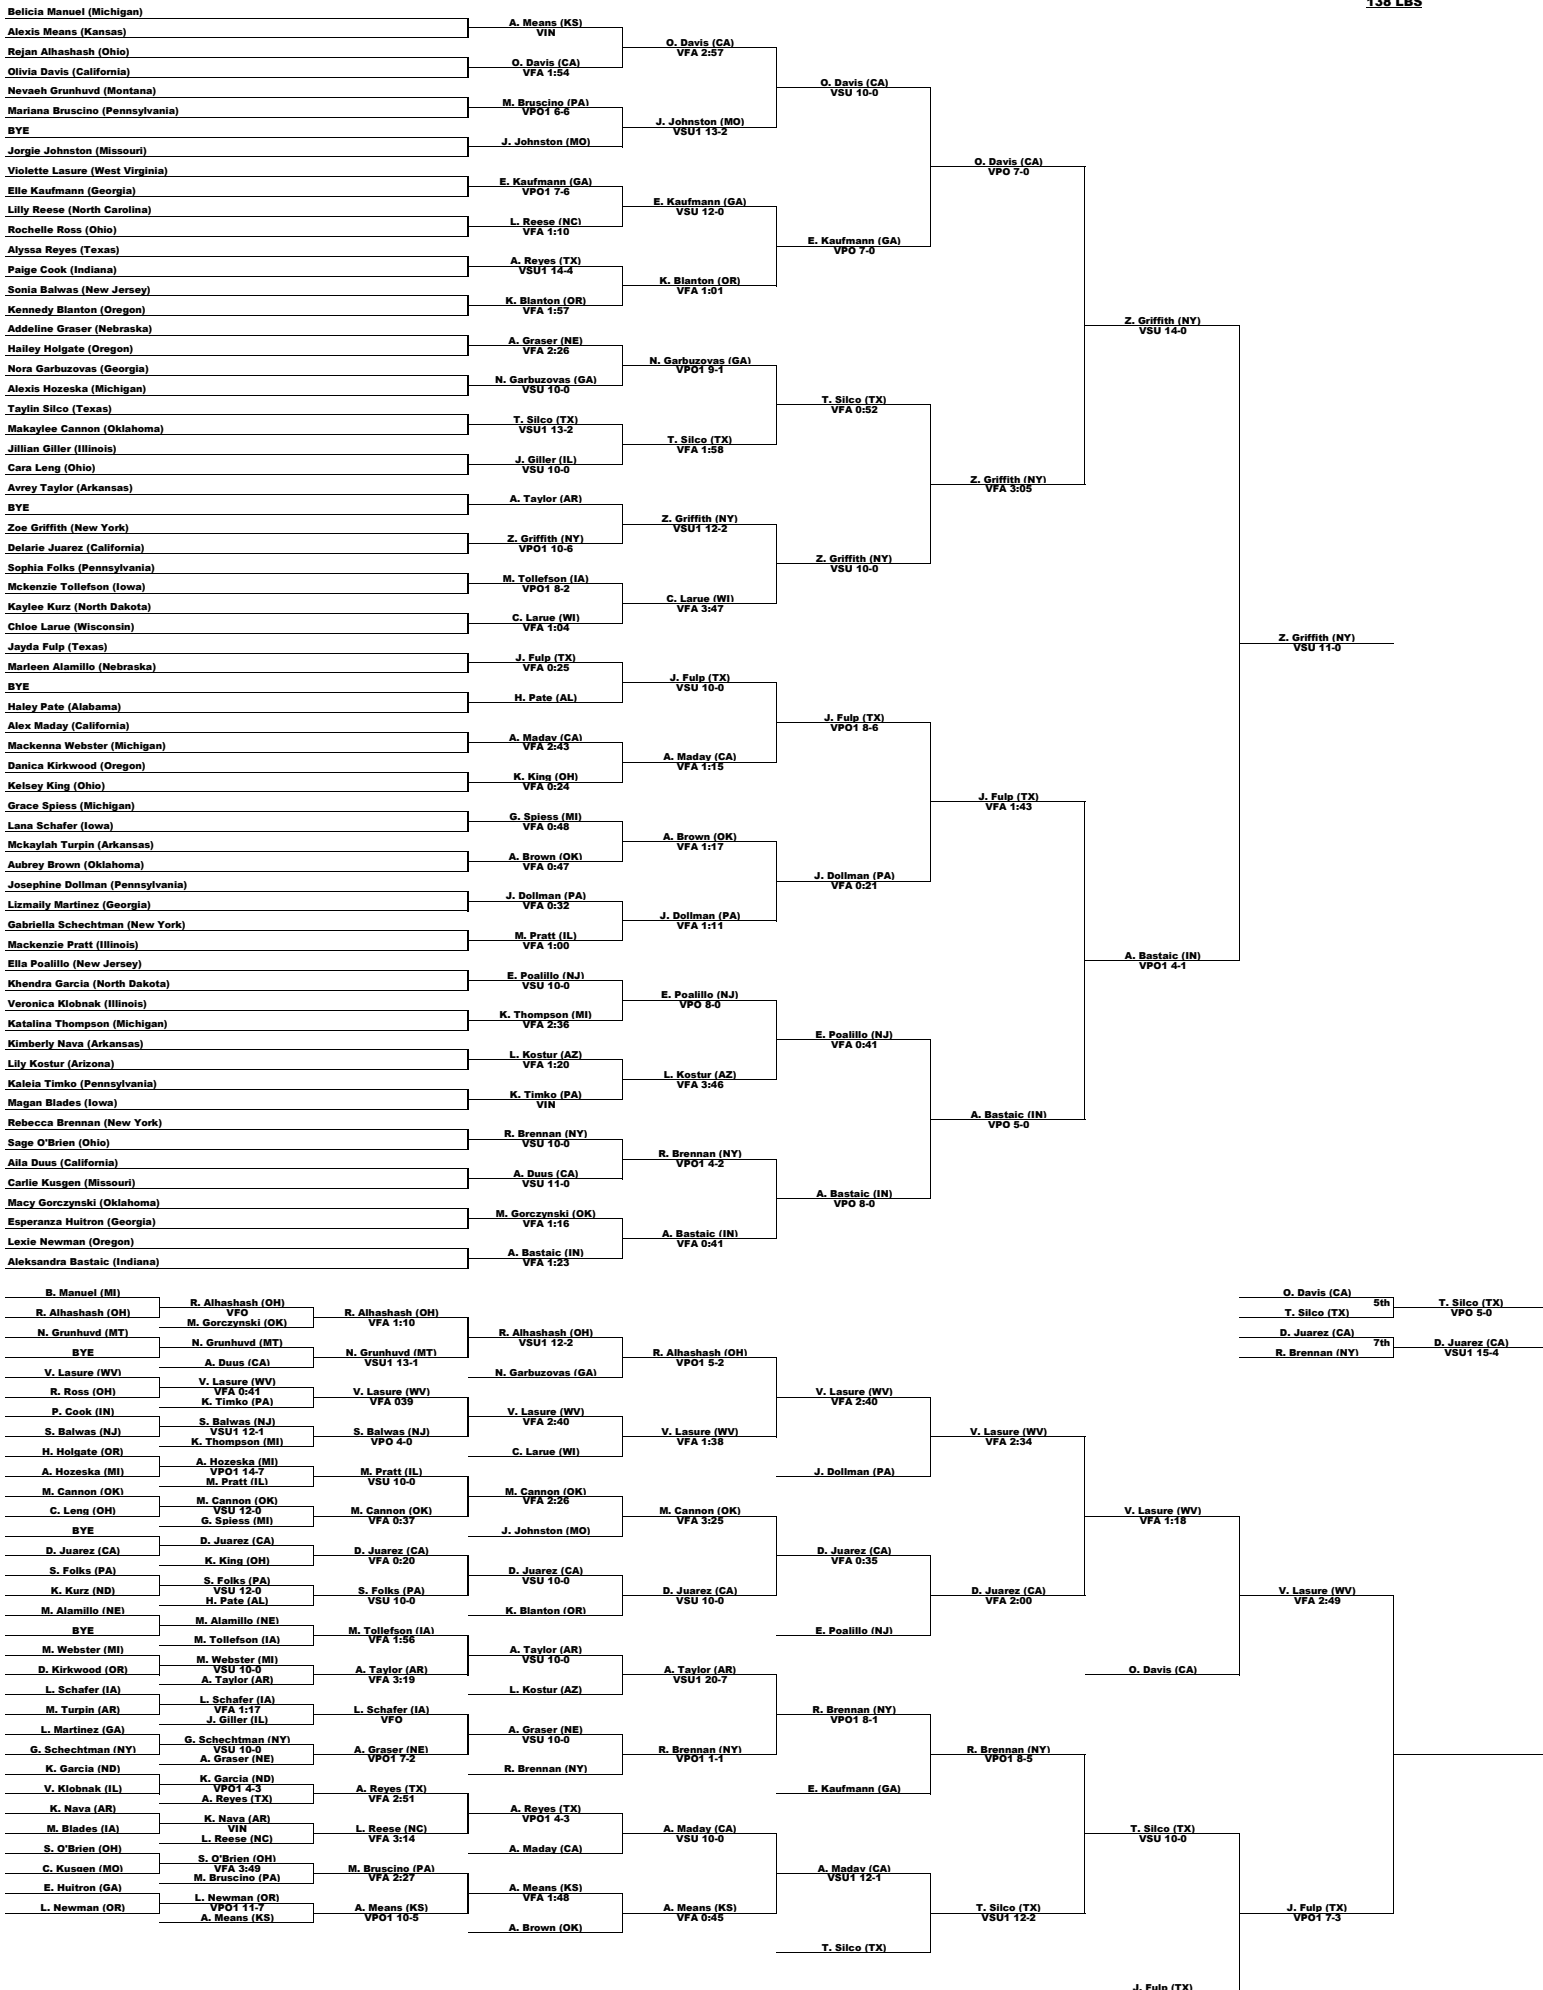 138 LBS
Belicia Manuel (Michigan)
Alexis Means (Kansas)
Rejan Alhashash (Ohio)
Olivia Davis (California)
Nevaeh Grunhuvd (Montana)
Mariana Bruscino (Pennsylvania)
BYE
Jorgie Johnston (Missouri)
Violette Lasure (West Virginia)
Elle Kaufmann (Georgia)
Lilly Reese (North Carolina)
Rochelle Ross (Ohio)
Alyssa Reyes (Texas)
Paige Cook (Indiana)
Sonia Balwas (New Jersey)
Kennedy Blanton (Oregon)
Addeline Graser (Nebraska)
Hailey Holgate (Oregon)
Nora Garbuzovas (Georgia)
Alexis Hozeska (Michigan)
Taylin Silco (Texas)
Makaylee Cannon (Oklahoma)
Jillian Giller (Illinois)
Cara Leng (Ohio)
Avrey Taylor (Arkansas)
BYE
Zoe Griffith (New York)
Delarie Juarez (California)
Sophia Folks (Pennsylvania)
Mckenzie Tollefson (Iowa)
Kaylee Kurz (North Dakota)
Chloe Larue (Wisconsin)
Jayda Fulp (Texas)
Marleen Alamillo (Nebraska)
BYE
Haley Pate (Alabama)
Alex Maday (California)
Mackenna Webster (Michigan)
Danica Kirkwood (Oregon)
Kelsey King (Ohio)
Grace Spiess (Michigan)
Lana Schafer (Iowa)
Mckaylah Turpin (Arkansas)
Aubrey Brown (Oklahoma)
Josephine Dollman (Pennsylvania)
Lizmaily Martinez (Georgia)
Gabriella Schechtman (New York)
Mackenzie Pratt (Illinois)
Ella Poalillo (New Jersey)
Khendra Garcia (North Dakota)
Veronica Klobnak (Illinois)
Katalina Thompson (Michigan)
Kimberly Nava (Arkansas)
Lily Kostur (Arizona)
Kaleia Timko (Pennsylvania)
Magan Blades (Iowa)
Rebecca Brennan (New York)
Sage O'Brien (Ohio)
Aila Duus (California)
Carlie Kusgen (Missouri)
Macy Gorczynski (Oklahoma)
Esperanza Huitron (Georgia)
Lexie Newman (Oregon)
Aleksandra Bastaic (Indiana)
A. Means (KS)
VIN
O. Davis (CA)
VFA 1:54
M. Bruscino (PA)
VPO1 6-6
J. Johnston (MO)
E. Kaufmann (GA)
VPO1 7-6
L. Reese (NC)
VFA 1:10
A. Reyes (TX)
VSU1 14-4
K. Blanton (OR)
VFA 1:57
A. Graser (NE)
VFA 2:26
N. Garbuzovas (GA)
VSU 10-0
T. Silco (TX)
VSU1 13-2
J. Giller (IL)
VSU 10-0
A. Taylor (AR)
Z. Griffith (NY)
VPO1 10-6
M. Tollefson (IA)
VPO1 8-2
C. Larue (WI)
VFA 1:04
J. Fulp (TX)
VFA 0:25
H. Pate (AL)
A. Maday (CA)
VFA 2:43
K. King (OH)
VFA 0:24
G. Spiess (MI)
VFA 0:48
A. Brown (OK)
VFA 0:47
J. Dollman (PA)
VFA 0:32
M. Pratt (IL)
VFA 1:00
E. Poalillo (NJ)
VSU 10-0
K. Thompson (MI)
VFA 2:36
L. Kostur (AZ)
VFA 1:20
K. Timko (PA)
VIN
R. Brennan (NY)
VSU 10-0
A. Duus (CA)
VSU 11-0
M. Gorczynski (OK)
VFA 1:16
A. Bastaic (IN)
VFA 1:23
O. Davis (CA)
VFA 2:57
J. Johnston (MO)
VSU1 13-2
E. Kaufmann (GA)
VSU 12-0
K. Blanton (OR)
VFA 1:01
N. Garbuzovas (GA)
VPO1 9-1
T. Silco (TX)
VFA 1:58
Z. Griffith (NY)
VSU1 12-2
C. Larue (WI)
VFA 3:47
J. Fulp (TX)
VSU 10-0
A. Maday (CA)
VFA 1:15
A. Brown (OK)
VFA 1:17
J. Dollman (PA)
VFA 1:11
E. Poalillo (NJ)
VPO 8-0
L. Kostur (AZ)
VFA 3:46
R. Brennan (NY)
VPO1 4-2
A. Bastaic (IN)
VFA 0:41
O. Davis (CA)
VSU 10-0
E. Kaufmann (GA)
VPO 7-0
T. Silco (TX)
VFA 0:52
Z. Griffith (NY)
VSU 10-0
J. Fulp (TX)
VPO1 8-6
J. Dollman (PA)
VFA 0:21
E. Poalillo (NJ)
VFA 0:41
A. Bastaic (IN)
VPO 8-0
O. Davis (CA)
VPO 7-0
Z. Griffith (NY)
VFA 3:05
J. Fulp (TX)
VFA 1:43
A. Bastaic (IN)
VPO 5-0
Z. Griffith (NY)
VSU 14-0
A. Bastaic (IN)
VPO1 4-1
Z. Griffith (NY)
VSU 11-0
B. Manuel (MI)
R. Alhashash (OH)
N. Grunhuvd (MT)
BYE
V. Lasure (WV)
R. Ross (OH)
P. Cook (IN)
S. Balwas (NJ)
H. Holgate (OR)
A. Hozeska (MI)
M. Cannon (OK)
C. Leng (OH)
BYE
D. Juarez (CA)
S. Folks (PA)
K. Kurz (ND)
M. Alamillo (NE)
BYE
M. Webster (MI)
D. Kirkwood (OR)
L. Schafer (IA)
M. Turpin (AR)
L. Martinez (GA)
G. Schechtman (NY)
K. Garcia (ND)
V. Klobnak (IL)
K. Nava (AR)
M. Blades (IA)
S. O'Brien (OH)
C. Kusgen (MO)
E. Huitron (GA)
L. Newman (OR)
R. Alhashash (OH)
VFO
M. Gorczynski (OK)
N. Grunhuvd (MT)
A. Duus (CA)
V. Lasure (WV)
VFA 0:41
K. Timko (PA)
S. Balwas (NJ)
VSU1 12-1
K. Thompson (MI)
A. Hozeska (MI)
VPO1 14-7
M. Pratt (IL)
M. Cannon (OK)
VSU 12-0
G. Spiess (MI)
D. Juarez (CA)
K. King (OH)
S. Folks (PA)
VSU 12-0
H. Pate (AL)
M. Alamillo (NE)
M. Tollefson (IA)
M. Webster (MI)
VSU 10-0
A. Taylor (AR)
L. Schafer (IA)
VFA 1:17
J. Giller (IL)
G. Schechtman (NY)
VSU 10-0
A. Graser (NE)
K. Garcia (ND)
VPO1 4-3
A. Reyes (TX)
K. Nava (AR)
VIN
L. Reese (NC)
S. O'Brien (OH)
VFA 3:49
M. Bruscino (PA)
L. Newman (OR)
VPO1 11-7
A. Means (KS)
R. Alhashash (OH)
VFA 1:10
N. Grunhuvd (MT)
VSU1 13-1
V. Lasure (WV)
VFA 039
S. Balwas (NJ)
VPO 4-0
M. Pratt (IL)
VSU 10-0
M. Cannon (OK)
VFA 0:37
D. Juarez (CA)
VFA 0:20
S. Folks (PA)
VSU 10-0
M. Tollefson (IA)
VFA 1:56
A. Taylor (AR)
VFA 3:19
L. Schafer (IA)
VFO
A. Graser (NE)
VPO1 7-2
A. Reyes (TX)
VFA 2:51
L. Reese (NC)
VFA 3:14
M. Bruscino (PA)
VFA 2:27
A. Means (KS)
VPO1 10-5
R. Alhashash (OH)
VSU1 12-2
N. Garbuzovas (GA)
V. Lasure (WV)
VFA 2:40
C. Larue (WI)
M. Cannon (OK)
VFA 2:26
J. Johnston (MO)
D. Juarez (CA)
VSU 10-0
K. Blanton (OR)
A. Taylor (AR)
VSU 10-0
L. Kostur (AZ)
A. Graser (NE)
VSU 10-0
R. Brennan (NY)
A. Reyes (TX)
VPO1 4-3
A. Maday (CA)
A. Means (KS)
VFA 1:48
A. Brown (OK)
R. Alhashash (OH)
VPO1 5-2
V. Lasure (WV)
VFA 1:38
M. Cannon (OK)
VFA 3:25
D. Juarez (CA)
VSU 10-0
A. Taylor (AR)
VSU1 20-7
R. Brennan (NY)
VPO1 1-1
A. Maday (CA)
VSU 10-0
A. Means (KS)
VFA 0:45
V. Lasure (WV)
VFA 2:40
J. Dollman (PA)
D. Juarez (CA)
VFA 0:35
E. Poalillo (NJ)
R. Brennan (NY)
VPO1 8-1
E. Kaufmann (GA)
A. Maday (CA)
VSU1 12-1
T. Silco (TX)
V. Lasure (WV)
VFA 2:34
D. Juarez (CA)
VFA 2:00
R. Brennan (NY)
VPO1 8-5
T. Silco (TX)
VSU1 12-2
V. Lasure (WV)
VFA 1:18
O. Davis (CA)
T. Silco (TX)
VSU 10-0
J. Fulp (TX)
V. Lasure (WV)
VFA 2:49
J. Fulp (TX)
VPO1 7-3
O. Davis (CA)
5th
T. Silco (TX)
T. Silco (TX)
VPO 5-0
D. Juarez (CA)
7th
R. Brennan (NY)
D. Juarez (CA)
VSU1 15-4